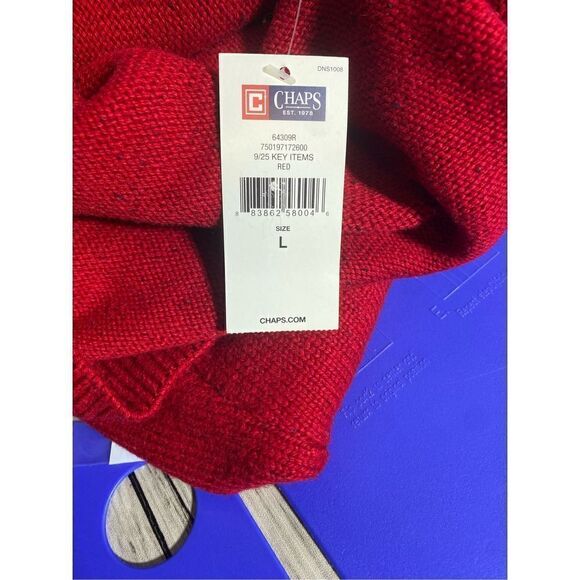 DNS1008
C CHAPS
EST. 1978
64309R
750197172600
9/25 KEY ITEMS
RED
8 83862 58004 6
SIZE
L
CHAPS.COM